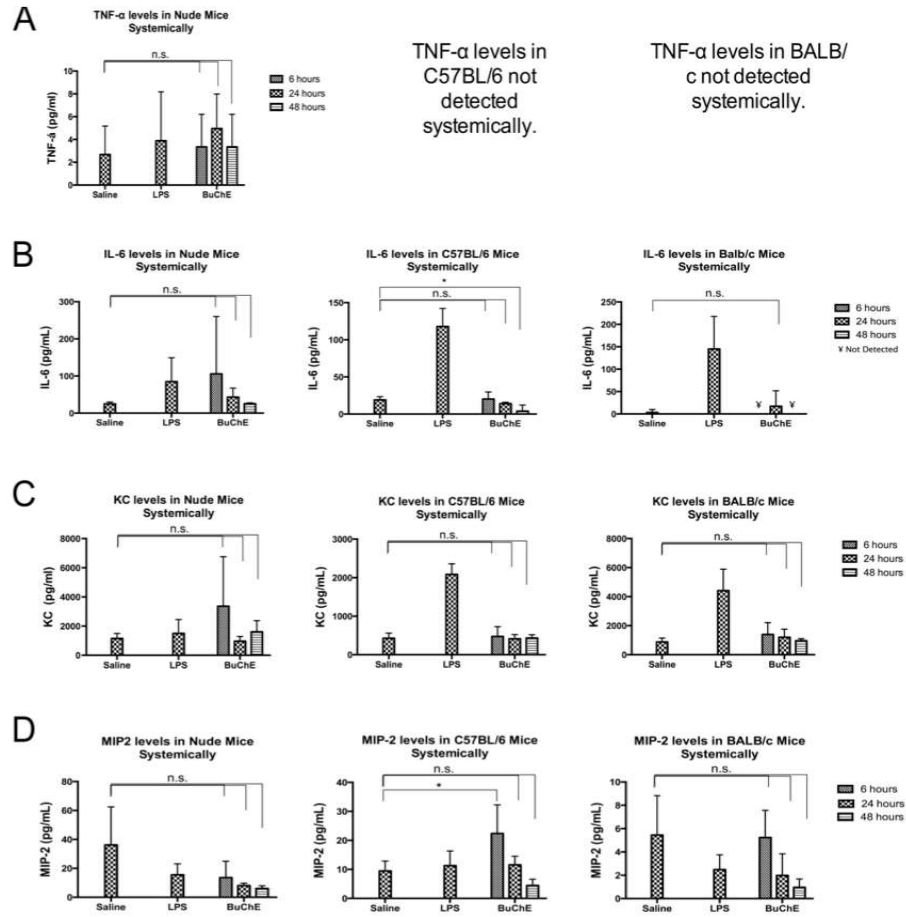 A
TNF-α levels in Nude Mice
Systemically
n.s.
10
8
6
4
2
0
TNF-á (pg/ml)
Saline
LPS
BuChE
6 hours
24 hours
48 hours
TNF-α levels in
C57BL/6 not
detected
systemically.
TNF-α levels in BALB/
c not detected
systemically.
B
IL-6 levels in Nude Mice
Systemically
n.s.
300
200
100
0
IL-6 (pg/mL)
Saline
LPS
BuChE
IL-6 levels in C57BL/6 Mice
Systemically
*
n.s.
150
100
50
0
IL-6 (pg/mL)
Saline
LPS
BuChE
IL-6 levels in Balb/c Mice
Systemically
n.s.
250
200
150
100
50
0
IL-6 (pg/mL)
¥ ¥
Saline
LPS
BuChE
6 hours
24 hours
48 hours
¥ Not Detected
C
KC levels in Nude Mice
Systemically
n.s.
8000
6000
4000
2000
0
KC (pg/ml)
Saline
LPS
BuChE
KC levels in C57BL/6 Mice
Systemically
n.s.
3000
2000
1000
0
KC (pg/mL)
Saline
LPS
BuChE
KC levels in BALB/c Mice
Systemically
n.s.
8000
6000
4000
2000
0
KC (pg/mL)
Saline
LPS
BuChE
6 hours
24 hours
48 hours
D
MIP2 levels in Nude Mice
Systemically
n.s.
80
60
40
20
0
MIP-2 (pg/mL)
Saline
LPS
BuChE
MIP-2 levels in C57BL/6 Mice
Systemically
n.s.
*
40
30
20
10
0
MIP-2 (pg/mL)
Saline
LPS
BuChE
MIP-2 levels in BALB/c Mice
Systemically
n.s.
10
8
6
4
2
0
MIP-2 (pg/mL)
Saline
LPS
BuChE
6 hours
24 hours
48 hours